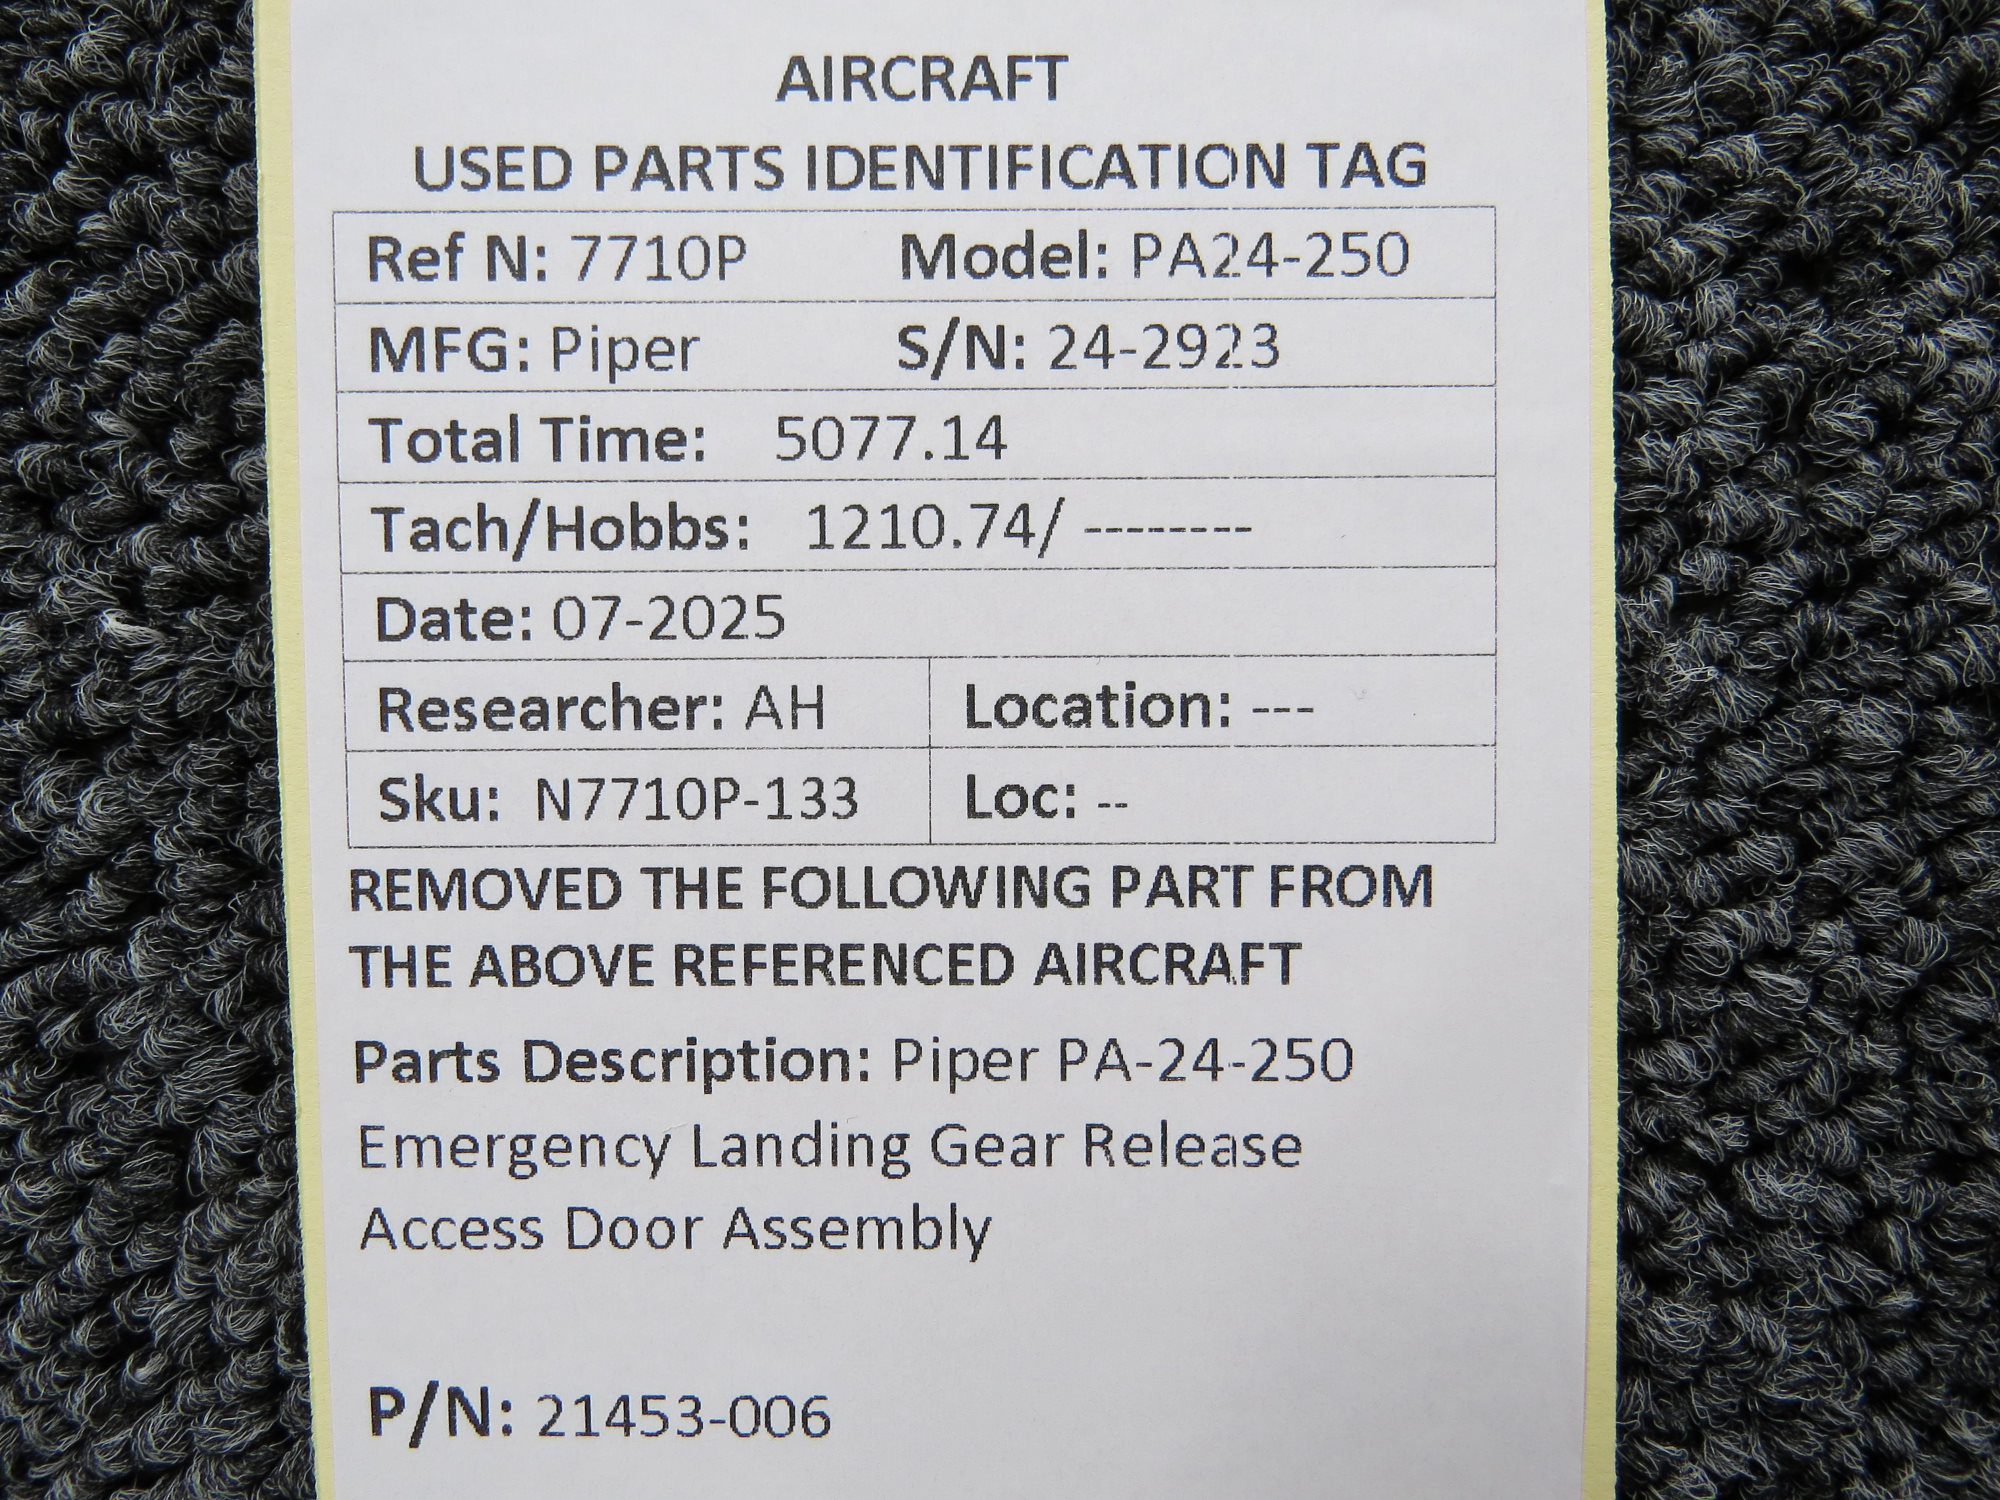 AIRCRAFT
USED PARTS IDENTIFICATION TAG
Ref N: 7710P Model: PA24-250
MFG: Piper S/N: 24-2923
Total Time: 5077.14
Tach/Hobbs: 1210.74/ --------
Date: 07-2025
Researcher: AH Location: ---
Sku: N7710P-133 Loc: --
REMOVED THE FOLLOWING PART FROM
THE ABOVE REFERENCED AIRCRAFT
Parts Description: Piper PA-24-250
Emergency Landing Gear Release
Access Door Assembly
P/N: 21453-006